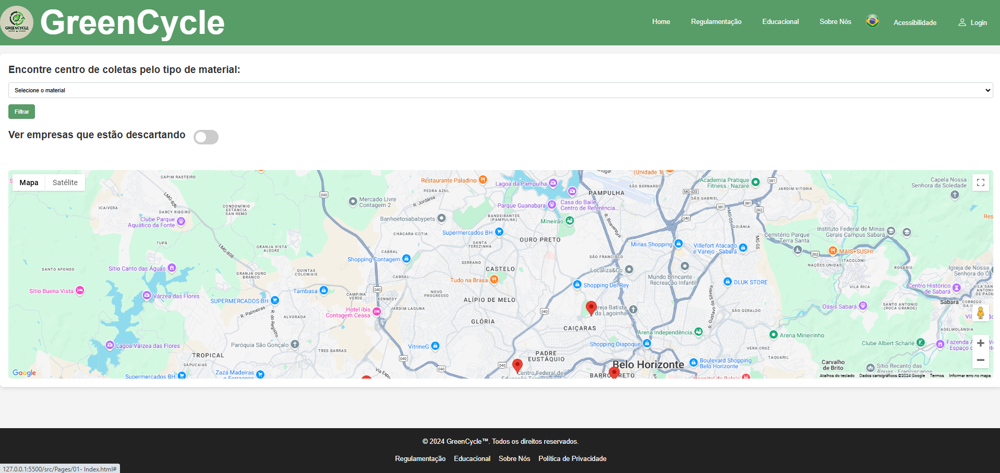 GREENCYCLE
GreenCycle
Home
Regulamentação
Educacional
Sobre Nós
Acessibilidade
Login
Encontre centro de coletas pelo tipo de material:
Selecione o material
Filtrar
Ver empresas que estão descartando
Mapa
Satélite
CAPIM RASTEIRO
LMG-808
ICAIVERA
DARCY RIBEIRO
CONDOMÍNIO
ESTÂNCIA
SAN REMO
Clube Parque
Aquático da Fonte
TUPÃ
LMG-808
GRANJA VISTA
ALEGRE
SANTO AFONSO
Sítio Canto das Águas
GRANJA OURO
BRANCO
QUINTAS
COLONIAIS
Sítio Buena Vista
Várzea das Flores
SUPERMERCADOS BH
Tambasa
R. Palmeiras
R. do Registro
ALVORADA
Hotel ibis
Contagem Ceasa
CAMPINA
VERDE
KENNEDY
Lagoa Várzea das Flores
Paróquia São Gonçalo
TRES BARRAS
TROPICAL
SAPUCAIAS
Supermercados BH
Zazá Madeiras
e Ferragens
040
Mercado Livre
Contagem 2
Restaurante Paladino
PEDRA AZUL
R. Jordânia
Banhoetosababypets
CHÁCARA COTIA
Supermercados BH
SANTA
TEREZINHA
CABRAL
Shopping Contagem
SERRANO
CABRAL
CASTELO
Tudo na Brasa
NOVO
PROGRESSO
040
ALÍPIO DE MELO
JARDIM LAGUNA
GLÓRIA
VitrineG
040
040
Via Expr
040
Lagoa da Pampulha
Parque Guanabara
Casa do Baile -
Centro de Referência...
PAMPULHA
BANDEIRANTES
(PAMPULHA)
Mineirão
R. Boaventura
OURO PRETO
SÃO FRANCISCO
Localiza&Co
Shopping Del Rey
040
Igreja Batista
da Lagoinha
CAIÇARAS
Shopping Oiapoque
PADRE
EUSTÁQUIO
Centro Federal de
Educação Tecnológica
BARRO PRETO
Belo Horizonte
(Unidade 1)
SÃO BERNARDO
MG-020
SÃO GABRIEL
Academia Pratique
Fitness - Nazaré
381
JARDIM VITORIA
381
381
262
MG-05
040
GOIÂNIA
MG-05
Minas Shopping
Villefort Atacado
e Varejo - Sabará
Mundo Brincante -
Recreação Infantil
DLUK STORE
Gustavo da Silveira
SÃO GERALDO
Arena Independência
Arena Mineirinho
VERA CRUZ
TAQUARIL
Boulevard Shopping
Belo Horizonte
Hospital da Baleia
Capela Nossa
Senhora da Soledade
Res
Instituto Federal de Minas
Gerais Campus Sabará
Cemitério Parque
Terra Santa
262
MAIS+SUSHI
ITACOLOMI
NAÇÕES UNIDAS
ROSÁRIO
Igreja de Nossa
Senhora do Ó
VILA RICA
Centro Histórico
de Sabará
Oásis Sabará
SANTO ANTONIO
(ROCA GRANDE)
Sabará
CORREGO
ADELMOLÂNDIA
Clube Albert Scharlé
Fazenda
- Espaço
Carvalho
de Brito
Sítio Recanto das
Águas - Franciscanos
Google
Atalhos do teclado
Dados cartográficos ©2024 Google
Termos
Informar erro no mapa
© 2024 GreenCycle™. Todos os direitos reservados.
Regulamentação
Educacional
Sobre Nós
Política de Privacidade
127.0.0.1:5500/src/Pages/01- Index.html#